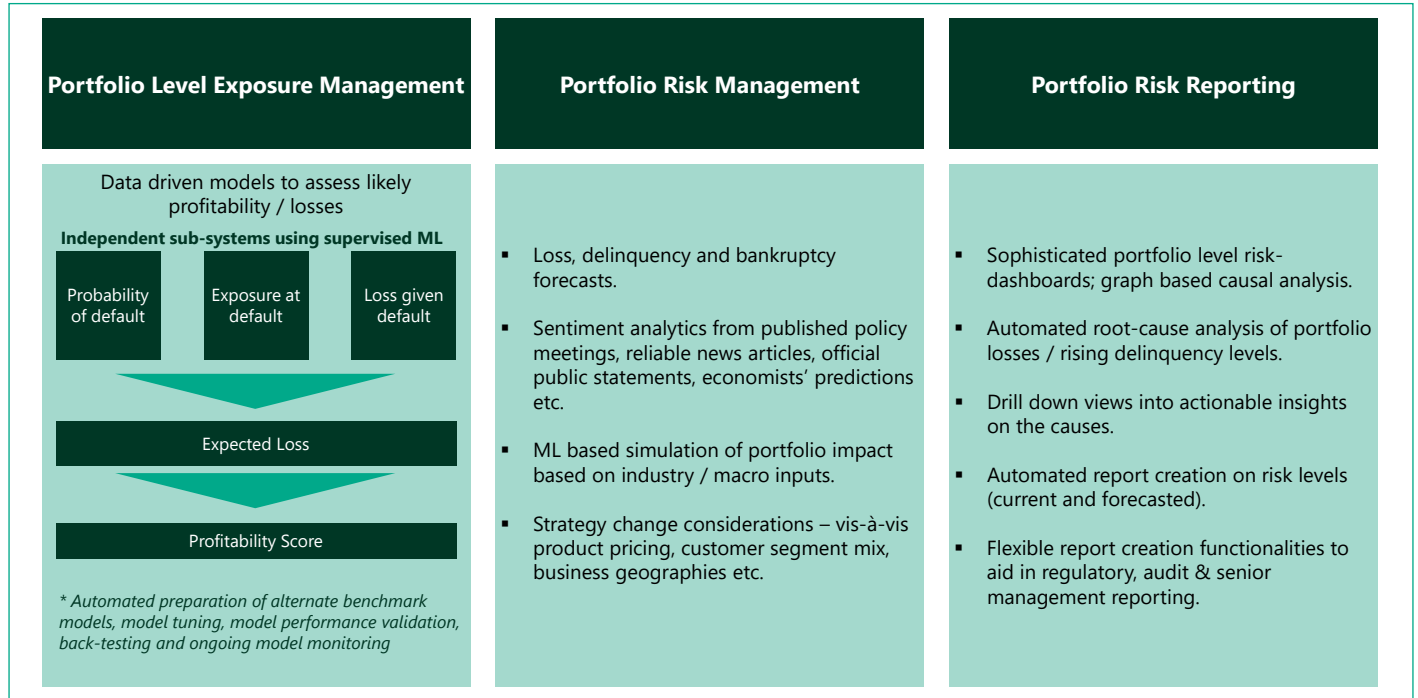 Portfolio Level Exposure Management
Data driven models to assess likely
profitability / losses
Independent sub-systems using supervised ML
Probability
of default
Exposure at
default
Loss given
default
Expected Loss
Profitability Score
* Automated preparation of alternate benchmark
models, model tuning, model performance validation,
back-testing and ongoing model monitoring
Portfolio Risk Management
▪ Loss, delinquency and bankruptcy
forecasts.
▪ Sentiment analytics from published policy
meetings, reliable news articles, official
public statements, economists’ predictions
etc.
▪ ML based simulation of portfolio impact
based on industry / macro inputs.
▪ Strategy change considerations – vis-à-vis
product pricing, customer segment mix,
business geographies etc.
Portfolio Risk Reporting
▪ Sophisticated portfolio level risk-
dashboards; graph based causal analysis.
▪ Automated root-cause analysis of portfolio
losses / rising delinquency levels.
▪ Drill down views into actionable insights
on the causes.
▪ Automated report creation on risk levels
(current and forecasted).
▪ Flexible report creation functionalities to
aid in regulatory, audit & senior
management reporting.